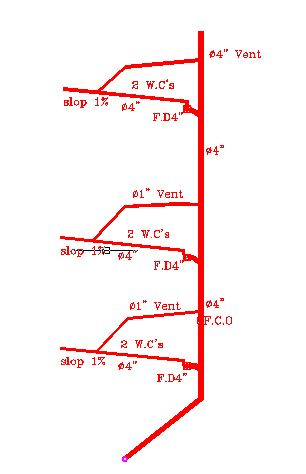 ø4" Vent
2 W.C's
slop 1%
ø4"
F.D4"
ø4"
ø1" Vent
2 W.C's
slop 1%
ø4"
F.D4"
ø1" Vent
ø4"
F.C.O
2 W.C's
slop 1%
ø4"
F.D4"